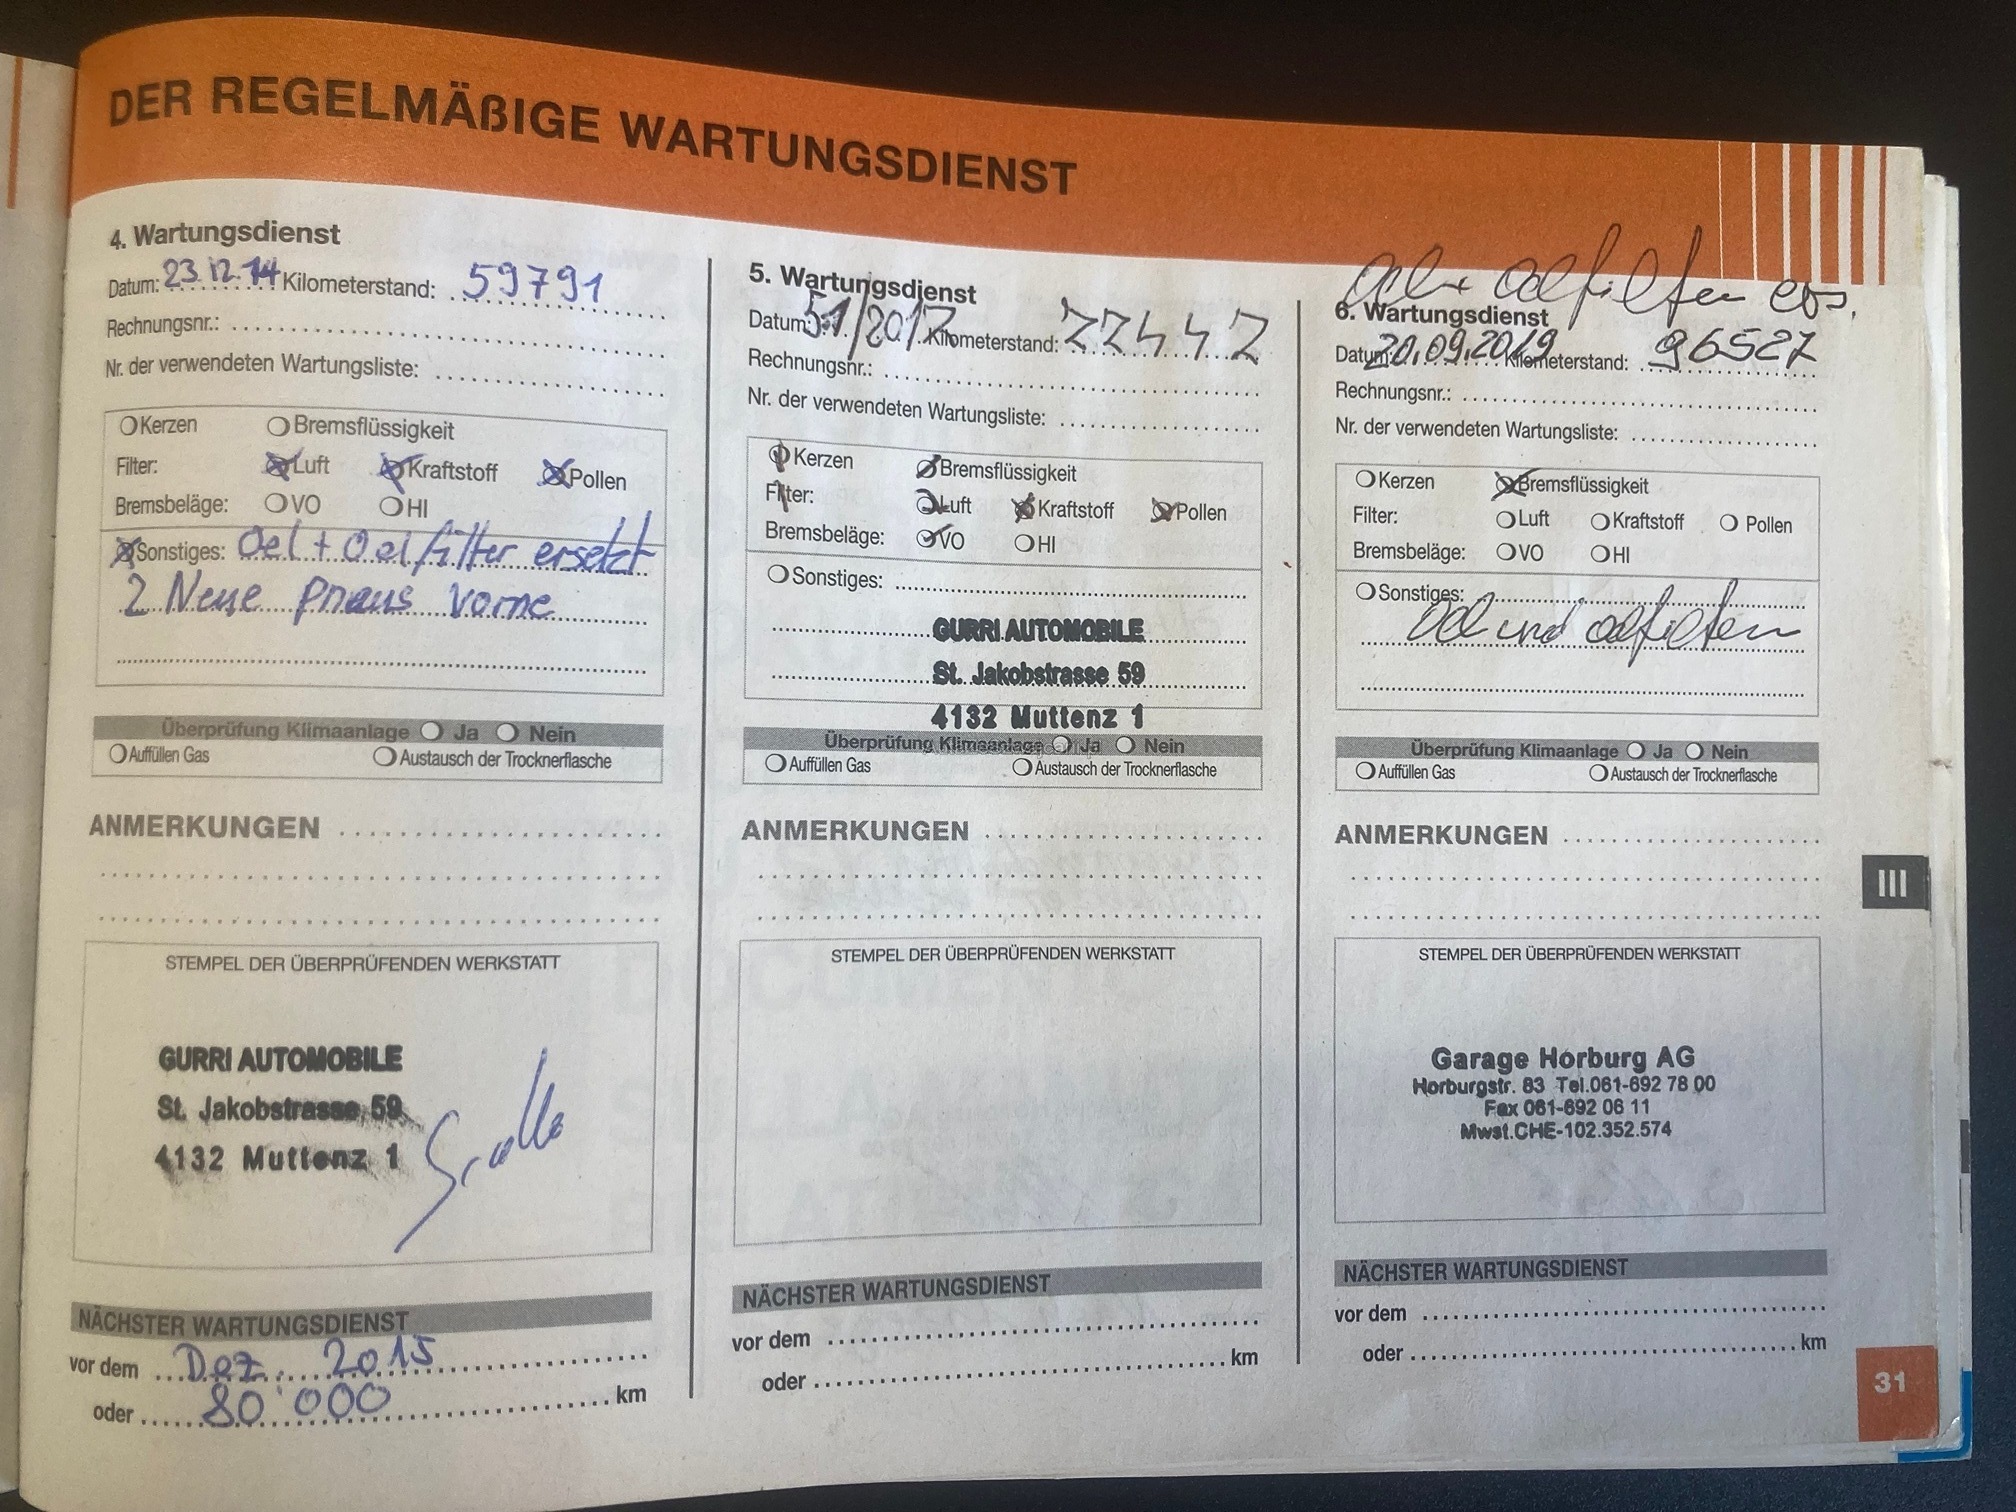 DER REGELMÄßIGE WARTUNGSDIENST
4. Wartungsdienst
Datum: 23.12.14 Kilometerstand: 59791
Rechnungsnr.:
Nr. der verwendeten Wartungsliste:
Kerzen Bremsflüssigkeit
Filter: Luft Kraftstoff Pollen
Bremsbeläge: VO HI
Sonstiges: Oel + Oelfilter ersetzt
2 Neue pneus vorne
Überprüfung Klimaanlage Ja Nein
Auffüllen Gas Austausch der Trocknerflasche
ANMERKUNGEN
STEMPEL DER ÜBERPRÜFENDEN WERKSTATT
GURRI AUTOMOBILE
St. Jakobstrasse 59
4132 Muttenz 1
NÄCHSTER WARTUNGSDIENST
vor dem Dez. 2015
oder 80'000 km
5. Wartungsdienst
Datum: /2017 Kilometerstand: 77447
Rechnungsnr.:
Nr. der verwendeten Wartungsliste:
Kerzen Bremsflüssigkeit
Filter: Luft Kraftstoff Pollen
Bremsbeläge: VO HI
Sonstiges:
GURRI AUTOMOBILE
St. Jakobstrasse 59
4132 Muttenz 1
Überprüfung Klimaanlage Ja Nein
Auffüllen Gas Austausch der Trocknerflasche
ANMERKUNGEN
STEMPEL DER ÜBERPRÜFENDEN WERKSTATT
NÄCHSTER WARTUNGSDIENST
vor dem
oder km
oelfilter ers.
6. Wartungsdienst
Datum: 20.09.2019 Kilometerstand: 96527
Rechnungsnr.:
Nr. der verwendeten Wartungsliste:
Kerzen Bremsflüssigkeit
Filter: Luft Kraftstoff Pollen
Bremsbeläge: VO HI
Sonstiges:
Oel und oelfilter
Überprüfung Klimaanlage Ja Nein
Auffüllen Gas Austausch der Trocknerflasche
ANMERKUNGEN
STEMPEL DER ÜBERPRÜFENDEN WERKSTATT
Garage Horburg AG
Horburgstr. 83 Tel.061-692 78 00
Fax 061-692 06 11
Mwst.CHE-102.352.574
NÄCHSTER WARTUNGSDIENST
vor dem
oder km
III
31